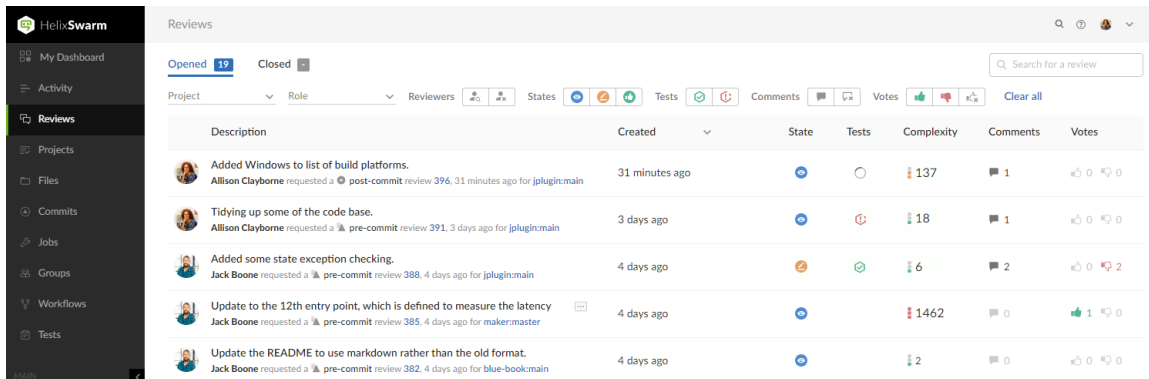 HelixSwarm
Reviews
My Dashboard
Activity
Reviews
Projects
Files
Commits
Jobs
Groups
Workflows
Tests
MAIN
Opened 19 Closed -
Search for a review
Project Role Reviewers States Tests Comments Votes Clear all
Description Created State Tests Complexity Comments Votes
Added Windows to list of build platforms.
Allison Clayborne requested a post-commit review 396, 31 minutes ago for jplugin:main
31 minutes ago 137 1 0 0
Tidying up some of the code base.
Allison Clayborne requested a pre-commit review 391, 3 days ago for jplugin:main
3 days ago 18 1 0 0
Added some state exception checking.
Jack Boone requested a pre-commit review 388, 4 days ago for jplugin:main
4 days ago 6 2 0 2
Update to the 12th entry point, which is defined to measure the latency
Jack Boone requested a pre-commit review 385, 4 days ago for maker:master
4 days ago 1462 0 1 0
Update the README to use markdown rather than the old format.
Jack Boone requested a pre-commit review 382, 4 days ago for blue-book:main
4 days ago 2 0 0 0